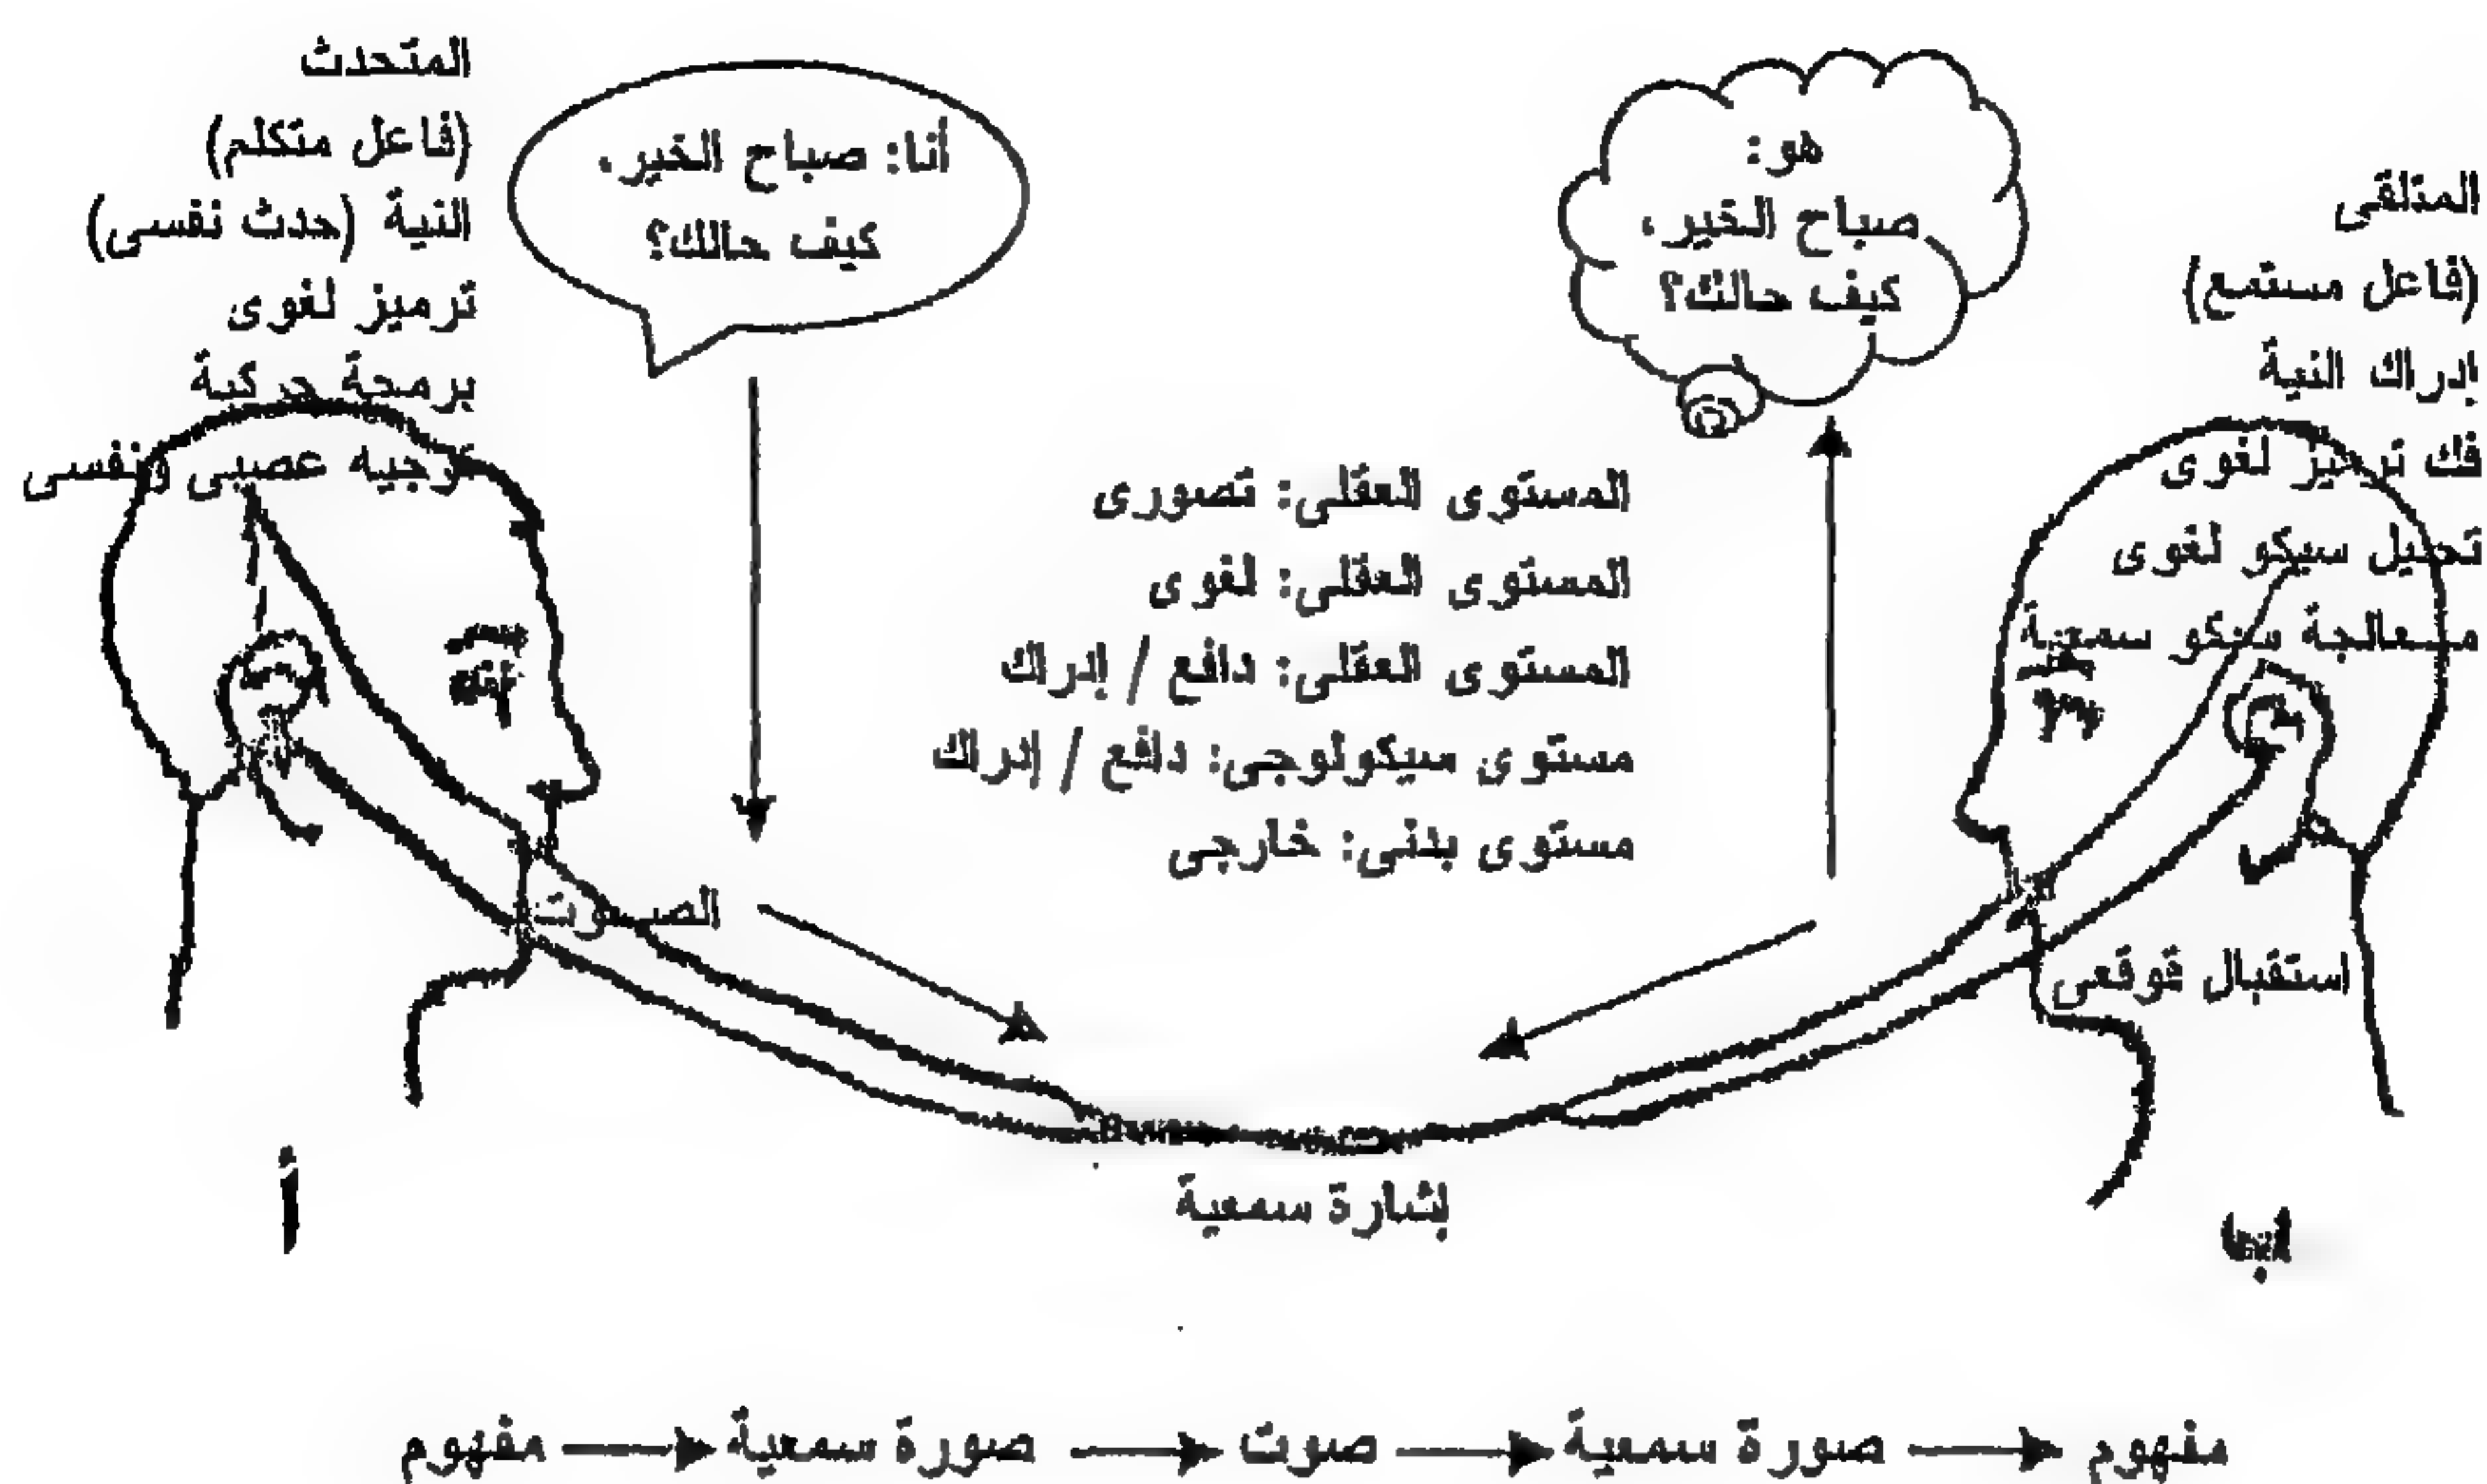 المتحدث
(فاعل متكلم)
النية (حدث نفسى)
ترميز لغوى
برمجة حركية
توجيه عصبى ونفسى
أنا: صباح الخير،
كيف حالك؟
هو:
صباح الخير،
كيف حالك؟
المتلقى
(فاعل مستمع)
إدراك النية
فك ترميز لغوى
تحليل سيكو لغوى
معالجة سيكو سمعية
المستوى العقلى: تصورى
المستوى العقلى: لغوى
المستوى العقلى: دافع / إدراك
مستوى سيكولوجى: دافع / إدراك
مستوى بدنى: خارجى
الصوت
استقبال قوقعى
إشارة سمعية
أ
مفهوم صورة سمعية صوت صورة سمعية مفهوم